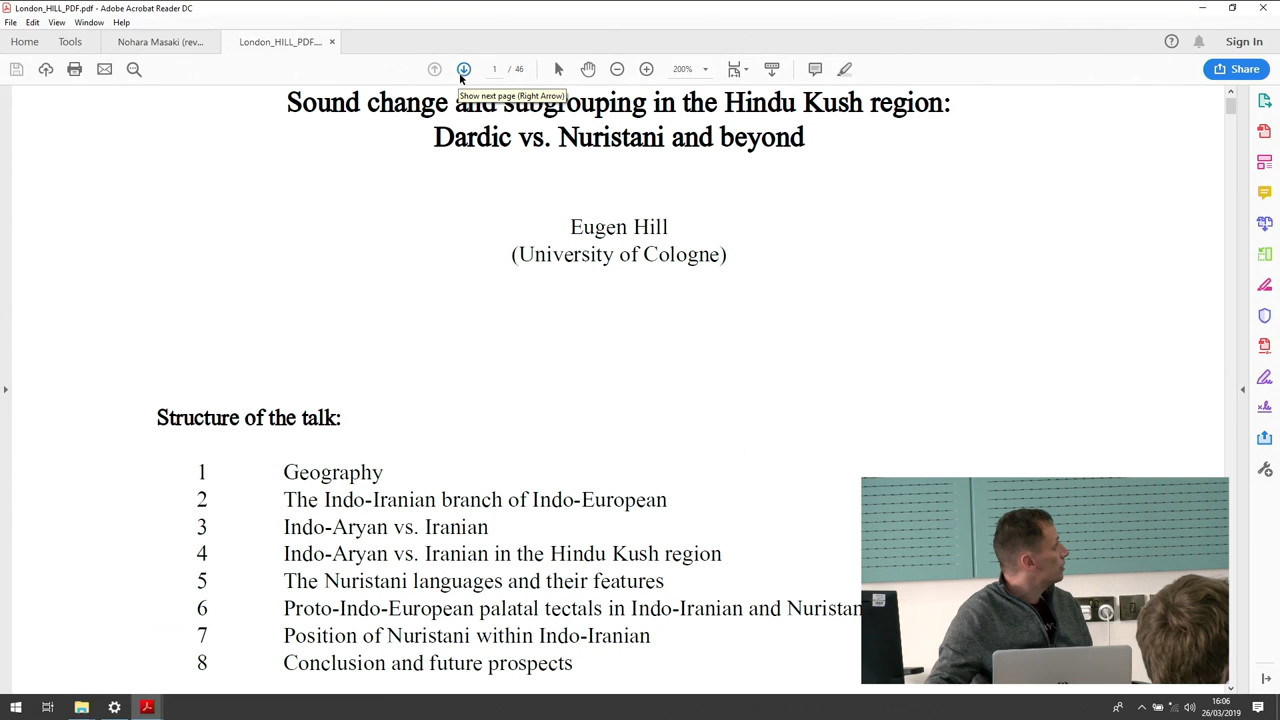 London_HILL_PDF.pdf - Adobe Acrobat Reader DC
File Edit View Window Help
Home Tools Nohara Masaki (rev... London_HILL_PDF.... × Sign In
1 / 46 200% Share
Show next page (Right Arrow)
Sound change and subgrouping in the Hindu Kush region:
Dardic vs. Nuristani and beyond
Eugen Hill
(University of Cologne)
Structure of the talk:
1 Geography
2 The Indo-Iranian branch of Indo-European
3 Indo-Aryan vs. Iranian
4 Indo-Aryan vs. Iranian in the Hindu Kush region
5 The Nuristani languages and their features
6 Proto-Indo-European palatal tectals in Indo-Iranian and Nuristan
7 Position of Nuristani within Indo-Iranian
8 Conclusion and future prospects
16:06
26/03/2019